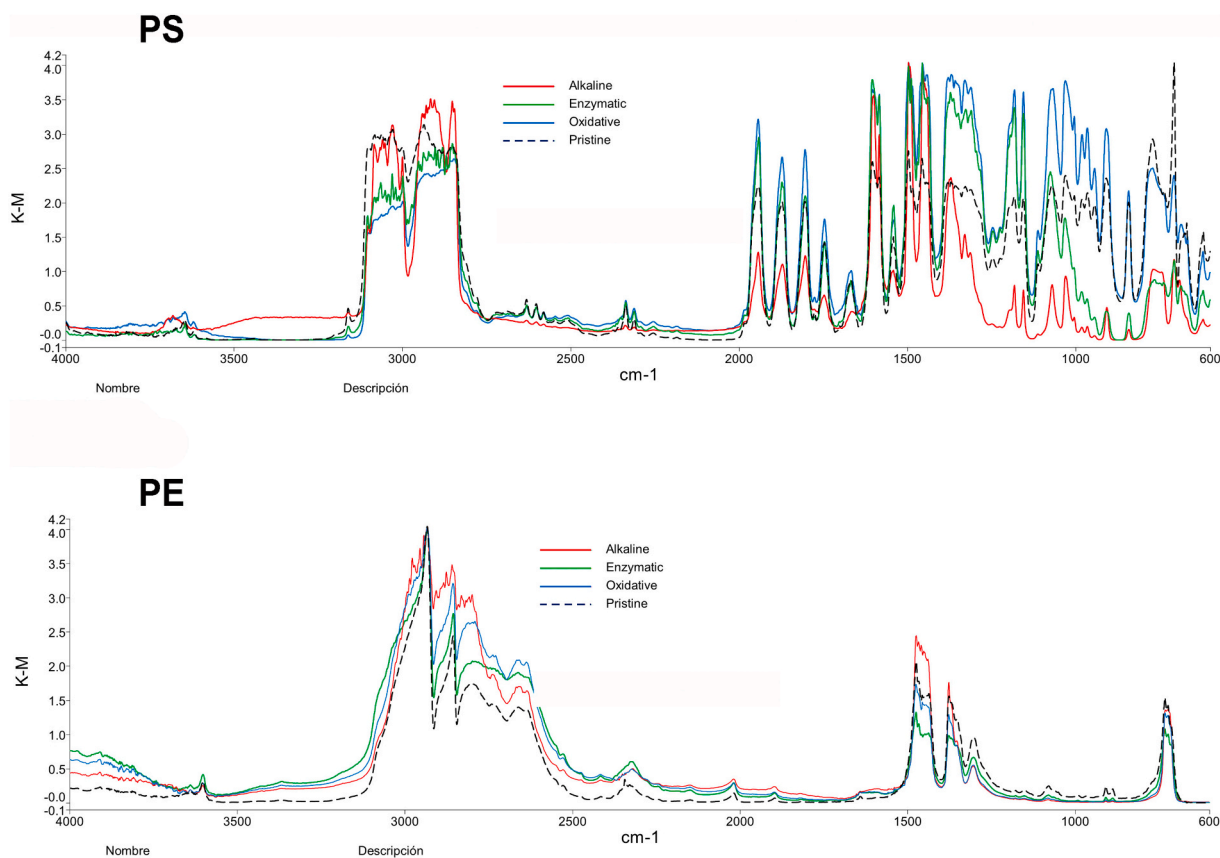 PS
4.2
4.0
3.5
3.0
2.5
2.0
1.5
1.0
0.5
-0.0
-0.1
K-M
Alkaline
Enzymatic
Oxidative
Pristine
4000 3500 3000 2500 2000 1500 1000 600
cm-1
Nombre Descripción
PE
4.2
4.0
3.5
3.0
2.5
2.0
1.5
1.0
0.5
-0.0
-0.1
K-M
Alkaline
Enzymatic
Oxidative
Pristine
4000 3500 3000 2500 2000 1500 1000 600
cm-1
Nombre Descripción